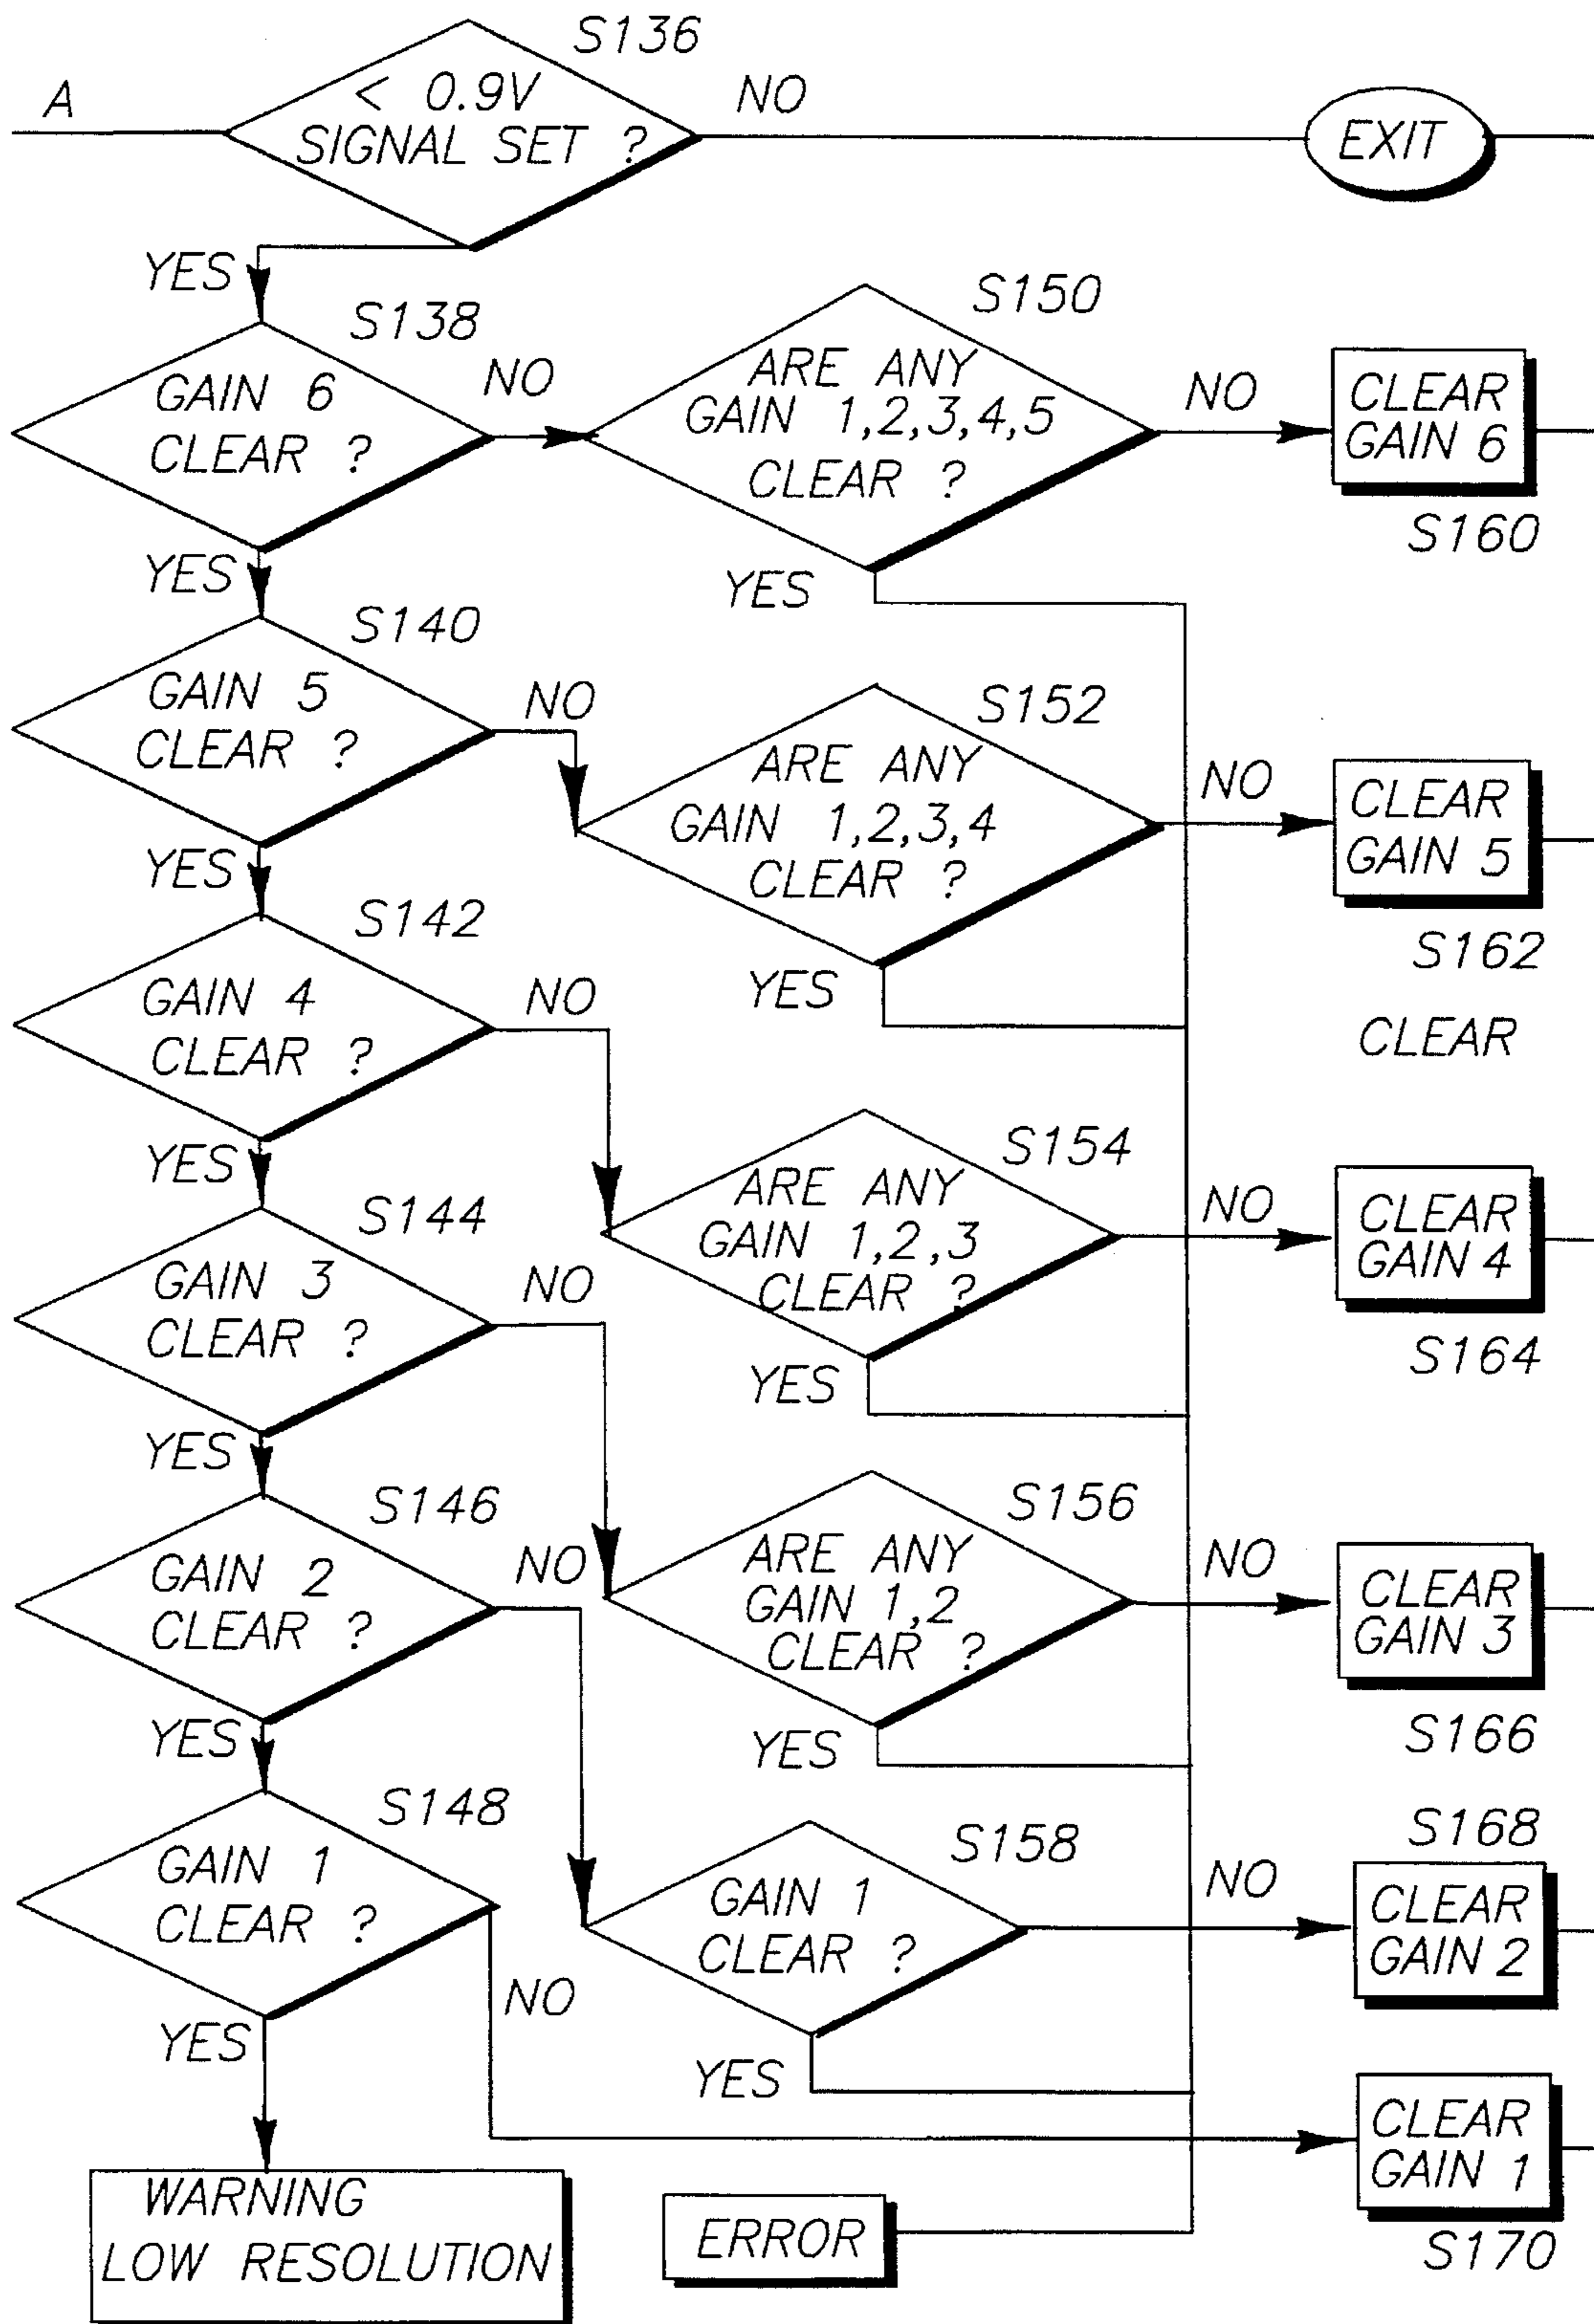 S136
A
< 0.9V
SIGNAL SET ?
NO
EXIT
YES
S138
GAIN 6
CLEAR ?
NO
S150
ARE ANY
GAIN 1,2,3,4,5
CLEAR ?
NO
CLEAR
GAIN 6
S160
YES
YES
S140
GAIN 5
CLEAR ?
NO
S152
ARE ANY
GAIN 1,2,3,4
CLEAR ?
NO
CLEAR
GAIN 5
S162
YES
YES
CLEAR
S142
GAIN 4
CLEAR ?
NO
S154
ARE ANY
GAIN 1,2,3
CLEAR ?
NO
CLEAR
GAIN 4
S164
YES
YES
S144
GAIN 3
CLEAR ?
NO
S156
ARE ANY
GAIN 1,2
CLEAR ?
NO
CLEAR
GAIN 3
S166
YES
YES
S146
GAIN 2
CLEAR ?
NO
S158
GAIN 1
CLEAR ?
NO
S168
CLEAR
GAIN 2
YES
YES
S148
GAIN 1
CLEAR ?
NO
CLEAR
GAIN 1
S170
YES
WARNING
LOW RESOLUTION
ERROR